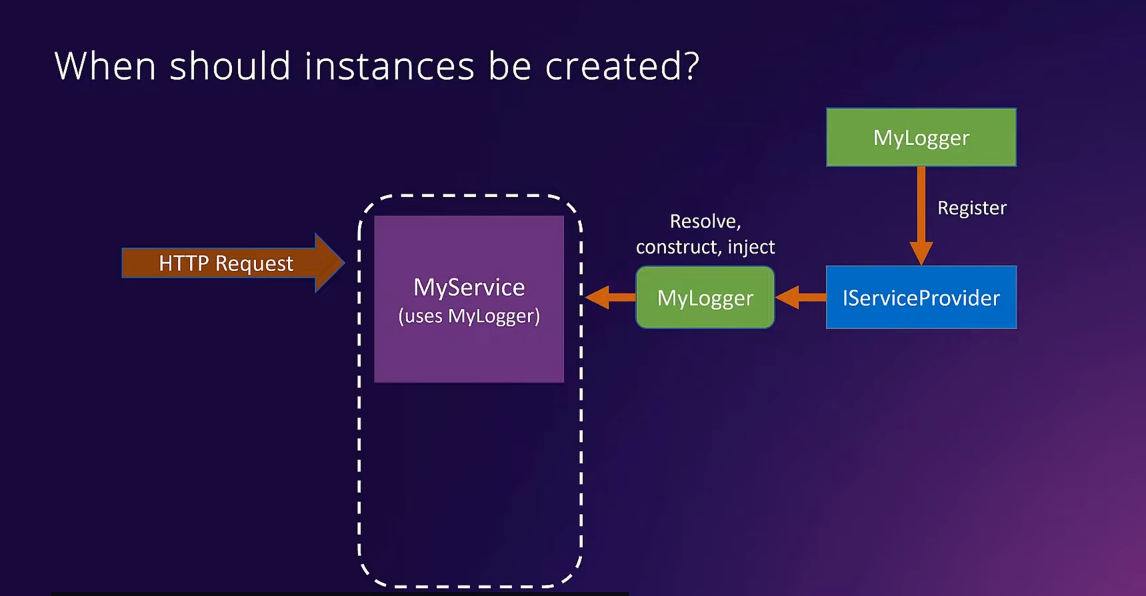 When should instances be created?
MyLogger
Register
Resolve,
construct, inject
HTTP Request
MyService
(uses MyLogger)
MyLogger
IServiceProvider